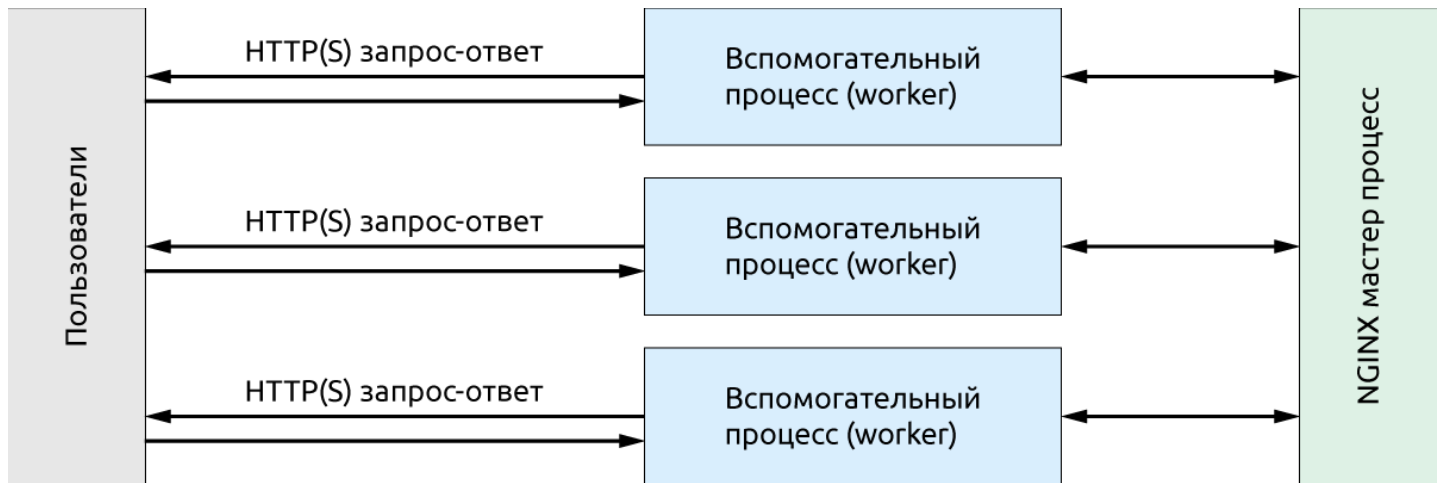 Пользователи
HTTP(S) запрос-ответ
Вспомогательный
процесс (worker)
HTTP(S) запрос-ответ
Вспомогательный
процесс (worker)
HTTP(S) запрос-ответ
Вспомогательный
процесс (worker)
NGINX мастер процесс